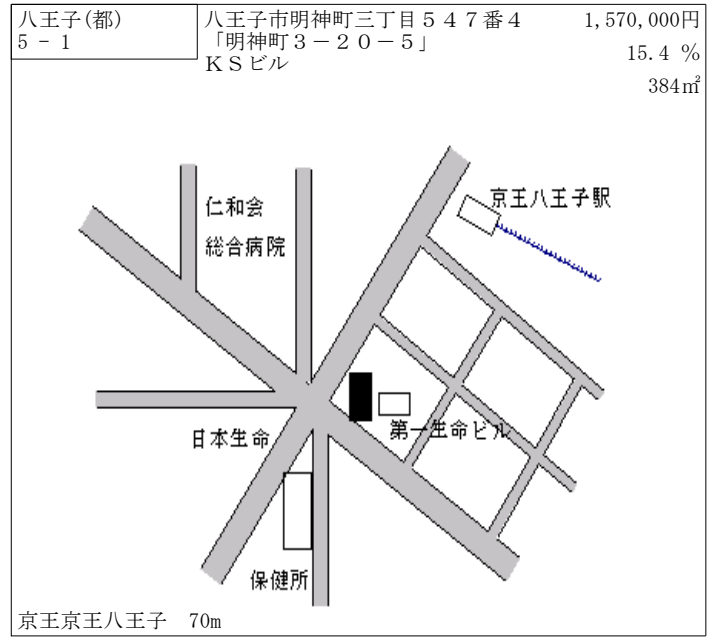 八王子(都)
5 - 1
八王子市明神町三丁目５４７番４
「明神町３－２０－５」
ＫＳビル
1,570,000円
15.4 %
384㎡
京王八王子駅
仁和会
総合病院
第一生命ビル
日本生命
保健所
京王京王八王子　70m